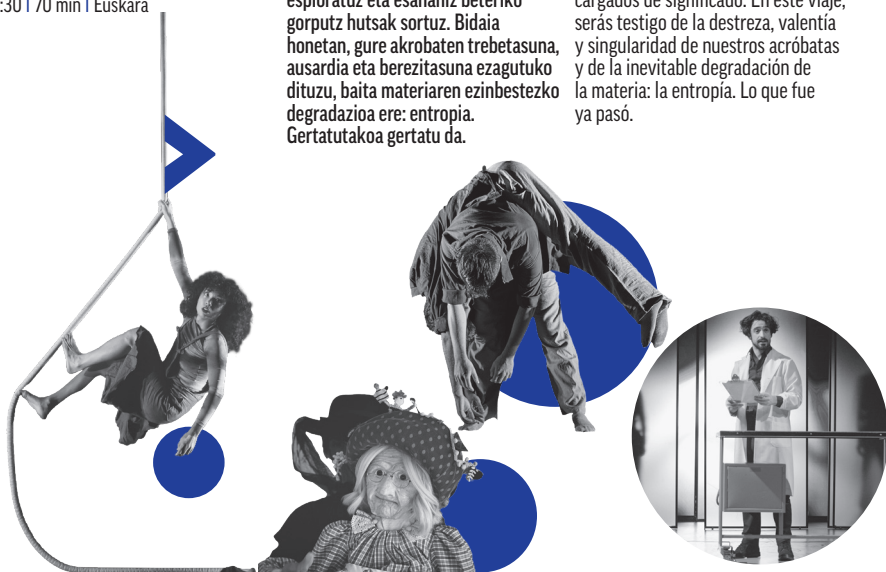 :30 | 70 min | Euskara
esploratuz eta esanahiz beteriko
gorputz hutsak sortuz. Bidaia
honetan, gure akrobaten trebetasuna,
ausardia eta berezitasuna ezagutuko
dituzu, baita materiaren ezinbestezko
degradazioa ere: entropia.
Gertatutakoa gertatu da.
cargados de significado. En este viaje,
serás testigo de la destreza, valentía
y singularidad de nuestros acróbatas
y de la inevitable degradación de
la materia: la entropía. Lo que fue
ya pasó.